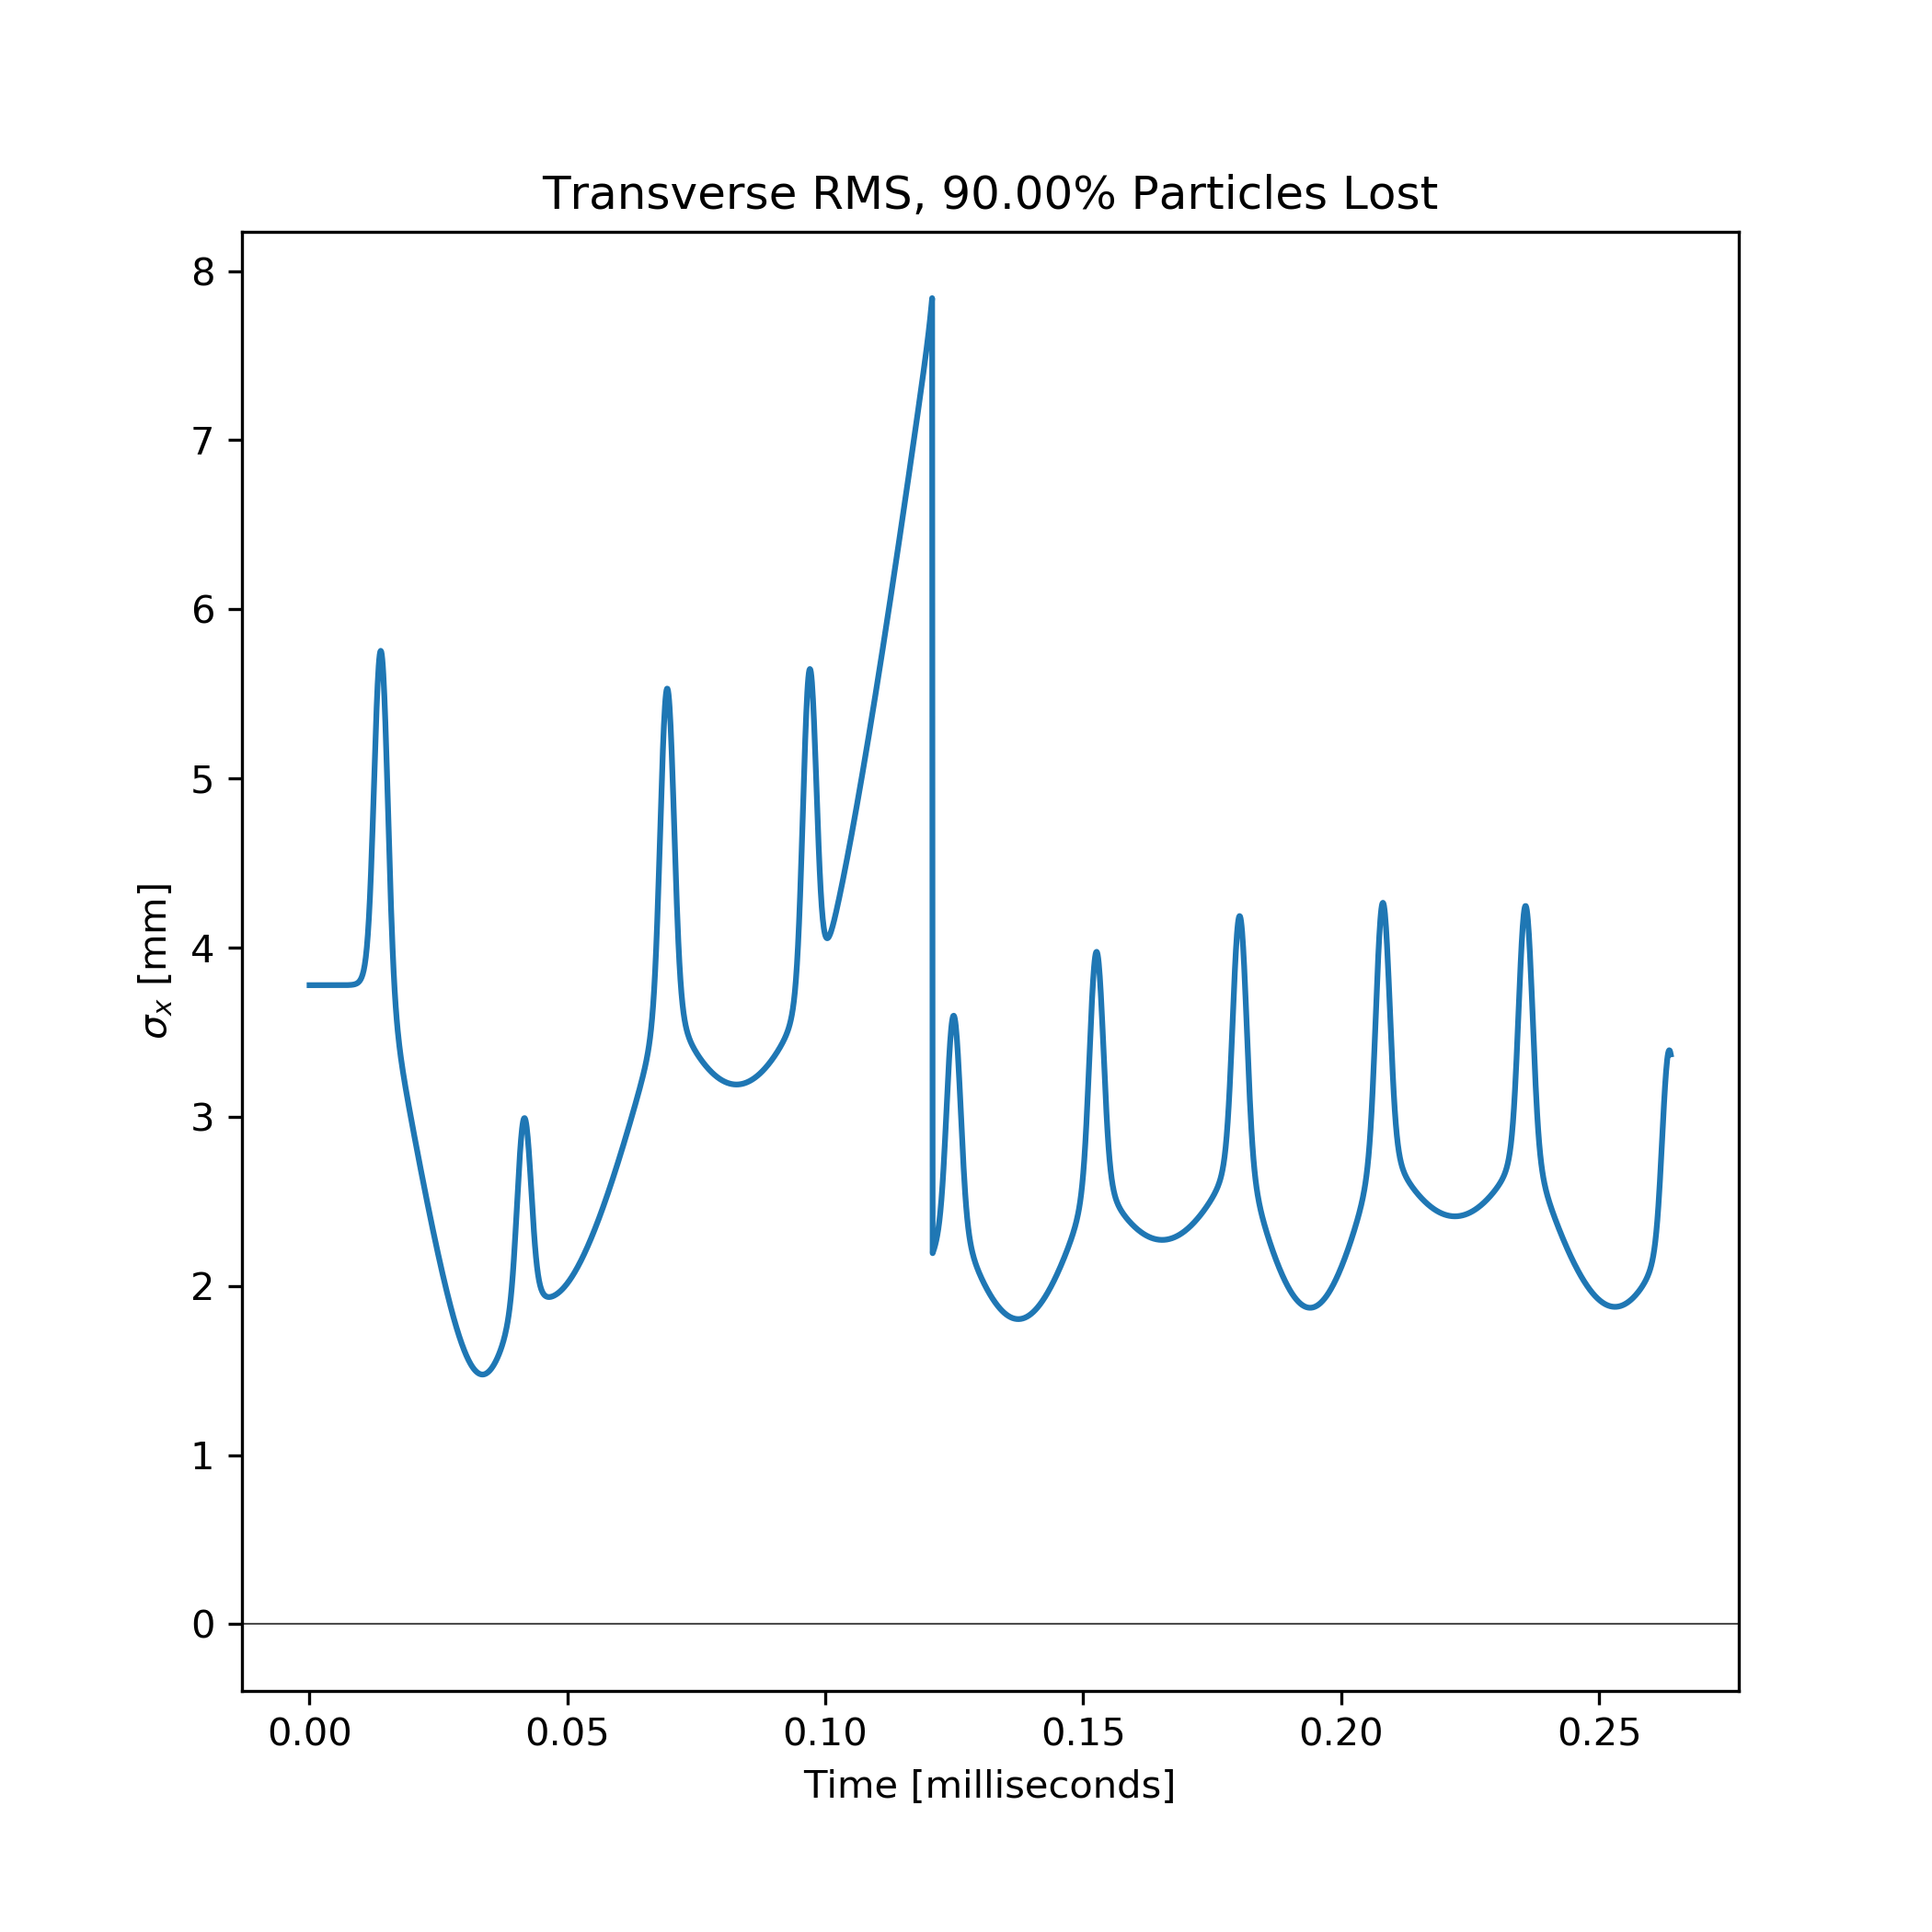 Transverse RMS, 90.00% Particles Lost
8
7
6
5
4
3
2
1
0
σx [mm]
0.00 0.05 0.10 0.15 0.20 0.25
Time [milliseconds]